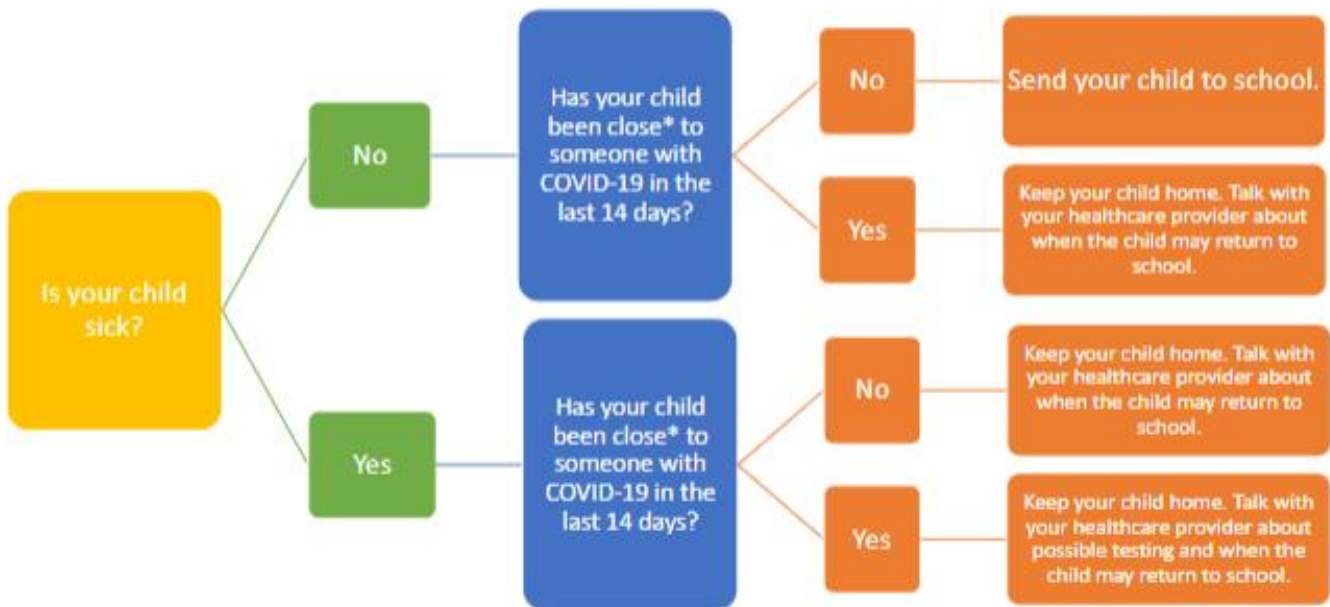 Is your child
sick?
No
Has your child
been close* to
someone with
COVID-19 in the
last 14 days?
No
Send your child to school.
Yes
Keep your child home. Talk with
your healthcare provider about
when the child may return to
school.
Yes
Has your child
been close* to
someone with
COVID-19 in the
last 14 days?
No
Keep your child home. Talk with
your healthcare provider about
when the child may return to
school.
Yes
Keep your child home. Talk with
your healthcare provider about
possible testing and when the
child may return to school.